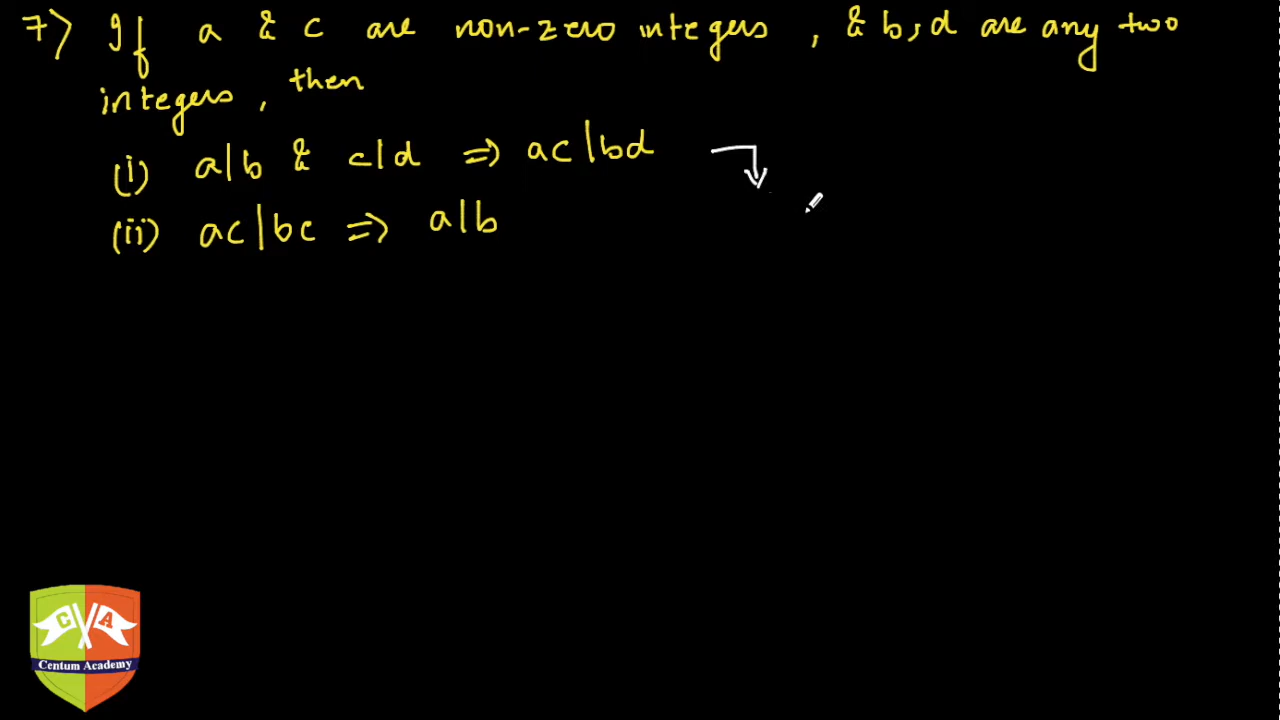 7) If a & c are non-zero integers, & b, d are any two
integers, then
(i) a|b & c|d ⇒ ac|bd
(ii) ac|bc ⇒ a|b
C A
Centum Academy